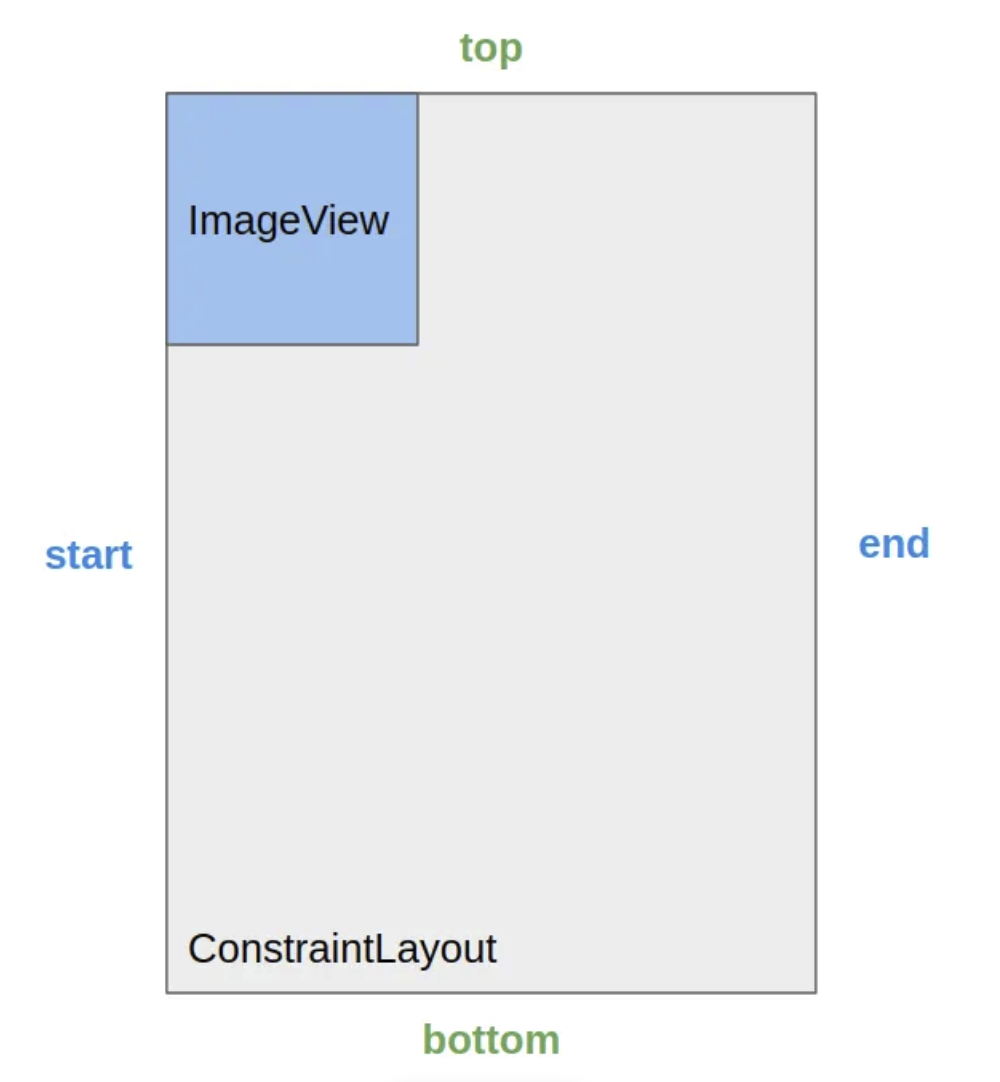 top
ImageView
start
end
ConstraintLayout
bottom